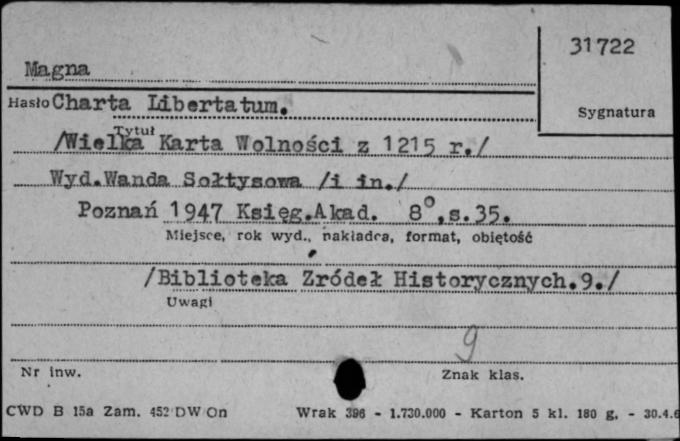 31722
Magna
Hasło Charta Libertatum.
Sygnatura
Tytuł
/Wielka Karta Wolności z 1215 r./
Wyd.Wanda Sołtysowa /i in./
Poznań 1947 Księg.Akad. 8°,s.35.
Miejsce, rok wyd., nakładca, format, objętość
/Biblioteka Zródeł Historycznych.9./
Uwagi
9
Nr inw.
Znak klas.
CWD B 15a Zam. 452 DW On Wrak 396 - 1.730.000 - Karton 5 kl. 180 g, - 30.4.6